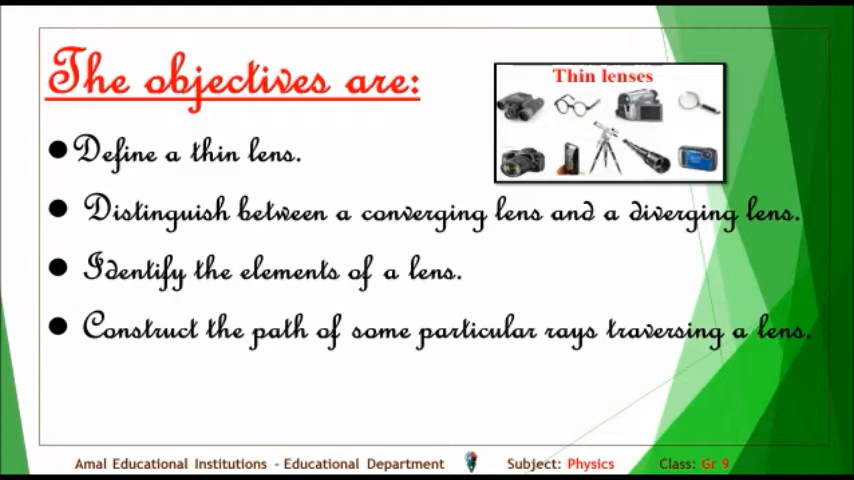 The objectives are:
Thin lenses
Define a thin lens.
Distinguish between a converging lens and a diverging lens.
Identify the elements of a lens.
Construct the path of some particular rays traversing a lens.
Amal Educational Institutions - Educational Department Subject: Physics Class: Gr 9